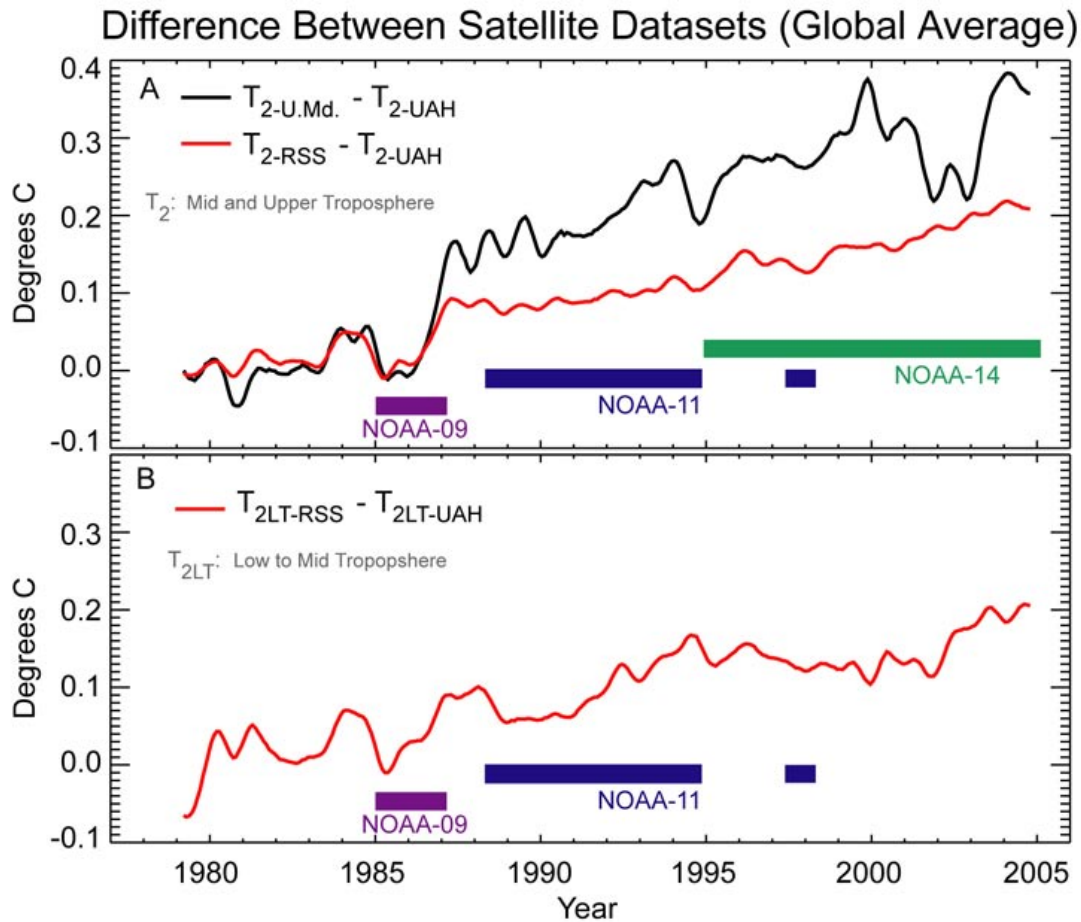 Difference Between Satellite Datasets (Global Average)
A
T2-U.Md. - T2-UAH
T2-RSS - T2-UAH
T2: Mid and Upper Troposphere
Degrees C
0.4
0.3
0.2
0.1
0.0
-0.1
NOAA-14
NOAA-11
NOAA-09
B
T2LT-RSS - T2LT-UAH
T2LT: Low to Mid Tropopshere
Degrees C
0.3
0.2
0.1
0.0
-0.1
NOAA-11
NOAA-09
1980 1985 1990 1995 2000 2005
Year